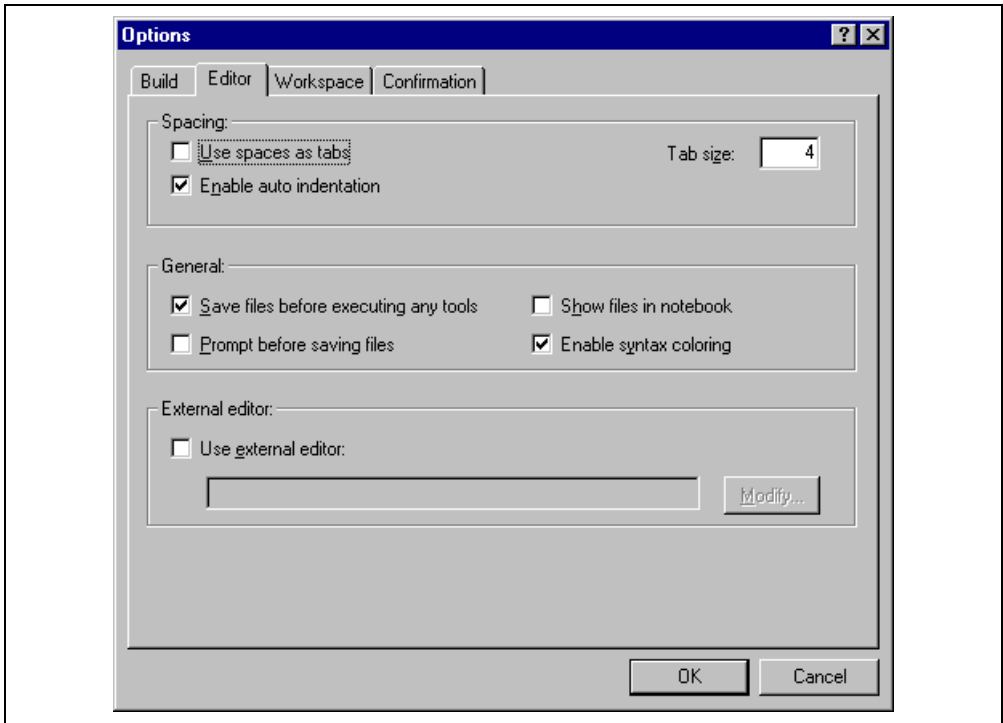 Options
Build Editor Workspace Confirmation
Spacing:
Use spaces as tabs Tab size: 4
Enable auto indentation
General:
Save files before executing any tools Show files in notebook
Prompt before saving files Enable syntax coloring
External editor:
Use external editor:
Modify...
OK Cancel